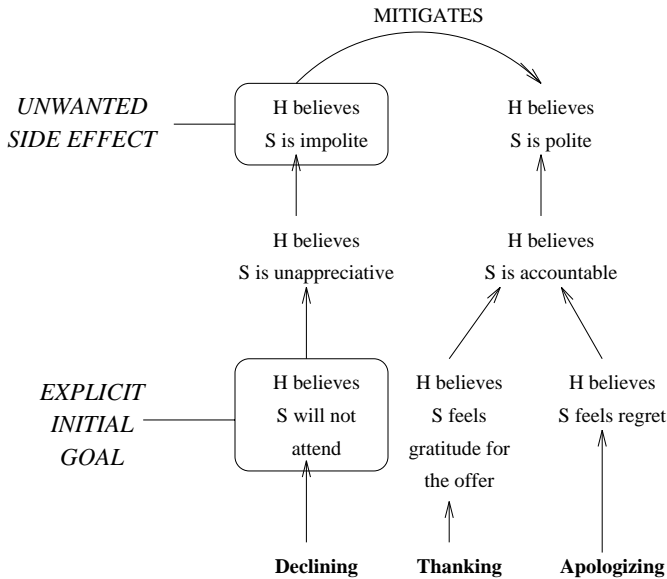 MITIGATES
UNWANTED
SIDE EFFECT
H believes
S is impolite
H believes
S is polite
H believes
S is unappreciative
H believes
S is accountable
EXPLICIT
INITIAL
GOAL
H believes
S will not
attend
H believes
S feels
gratitude for
the offer
H believes
S feels regret
Declining
Thanking
Apologizing